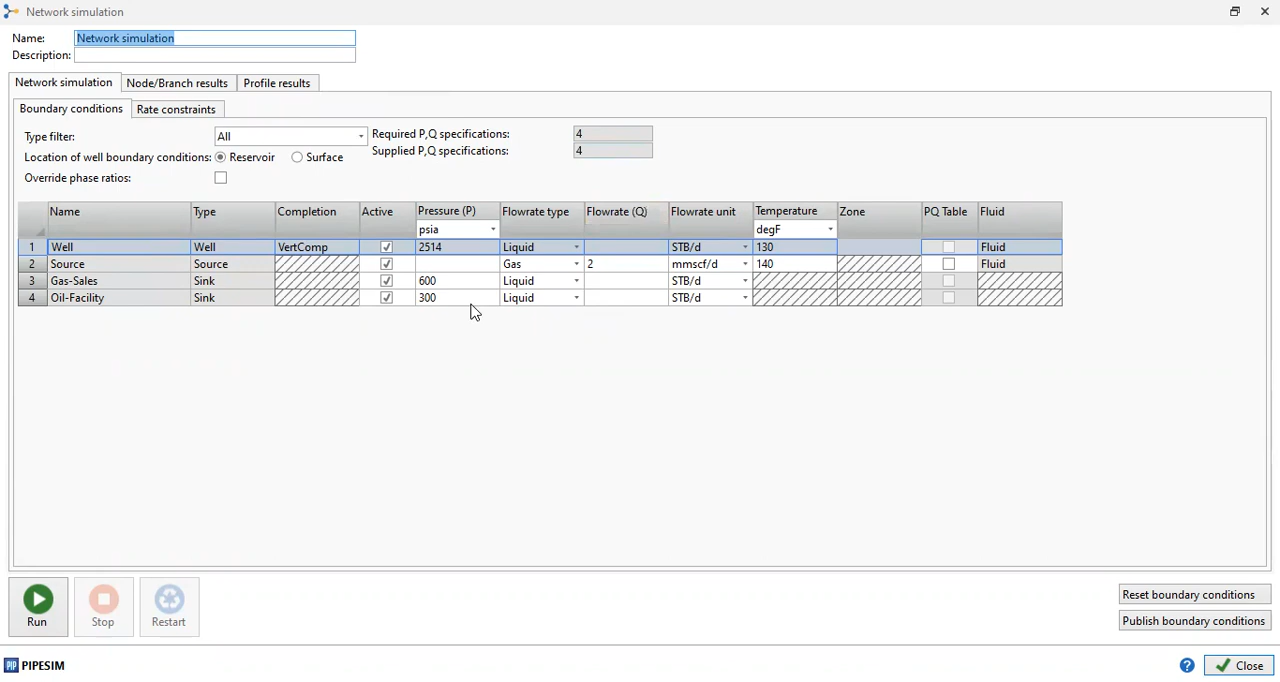 Network simulation
Name: Network simulation
Description:
Network simulation Node/Branch results Profile results
Boundary conditions Rate constraints
Type filter: All Required P,Q specifications: 4
Supplied P,Q specifications: 4
Location of well boundary conditions: Reservoir Surface
Override phase ratios:
Name Type Completion Active Pressure (P) Flowrate type Flowrate (Q) Flowrate unit Temperature Zone PQ Table Fluid
psia degF
1 Well Well VertComp 2514 Liquid STB/d 130 Fluid
2 Source Source Gas 2 mmscf/d 140 Fluid
3 Gas-Sales Sink 600 Liquid STB/d
4 Oil-Facility Sink 300 Liquid STB/d
Run Stop Restart
Reset boundary conditions
Publish boundary conditions
PIP PIPESIM ? Close